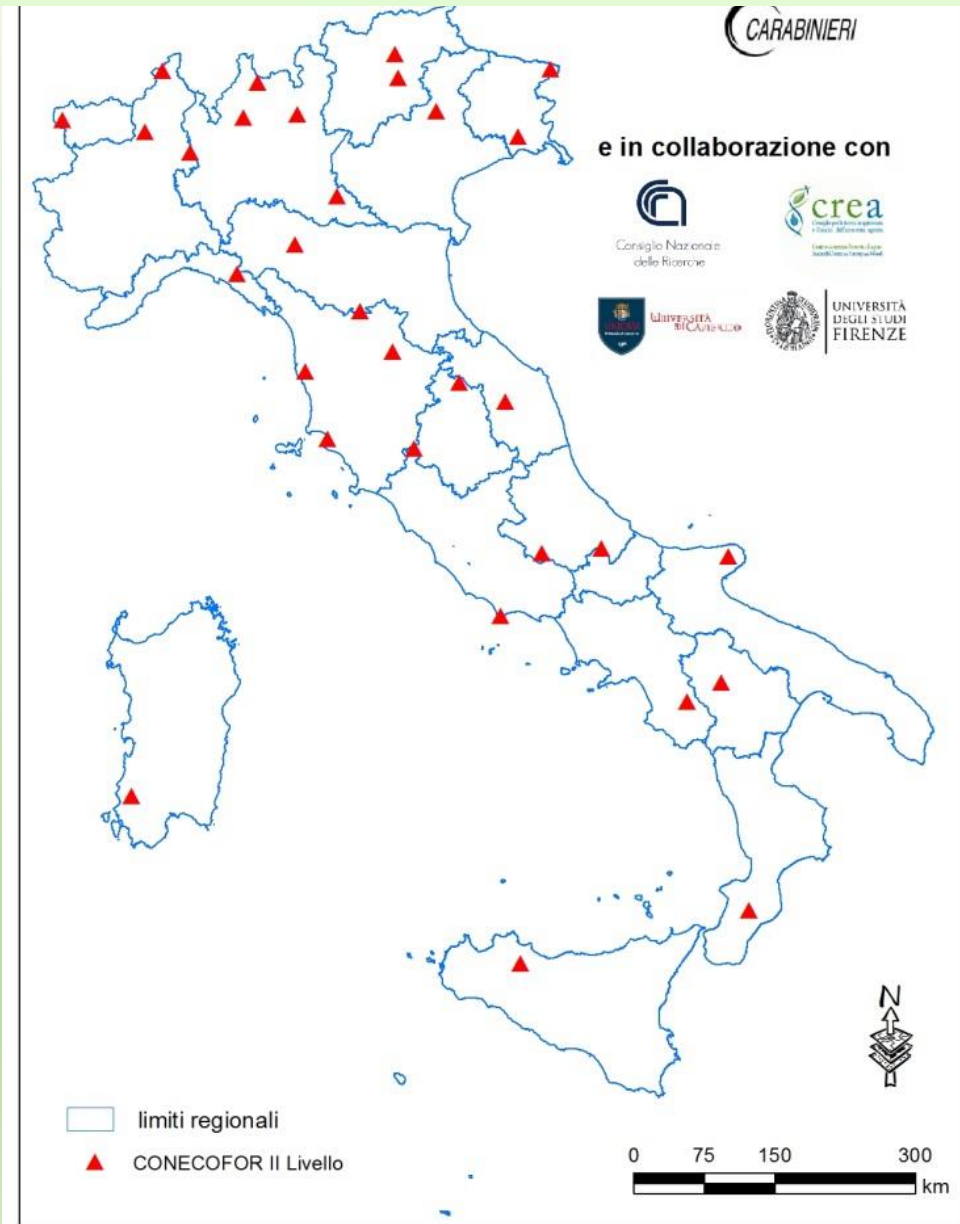 CARABINIERI
e in collaborazione con
Consiglio Nazionale
delle Ricerche
crea
UNIVERSITÀ
DEGLI STUDI
FIRENZE
N
limiti regionali
CONECOFOR II Livello
0 75 150 300
km